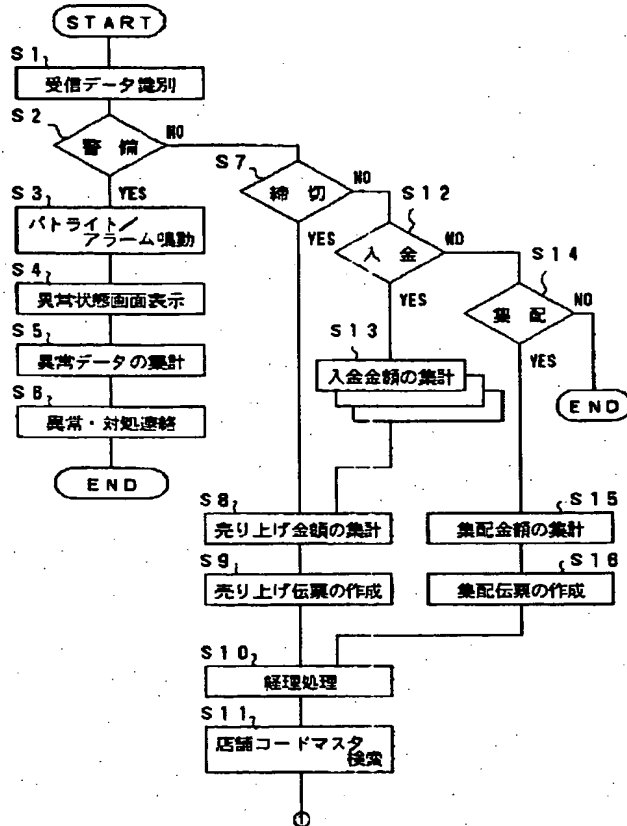 START
S1
受信データ識別
S2
警備
NO
YES
S3
パトライト/
アラーム鳴動
S4
異常状態画面表示
S5
異常データの集計
S6
異常・対処連絡
END
S7
締切
NO
YES
S12
入金
NO
YES
S13
入金金額の集計
S14
集配
NO
YES
END
S8
売り上げ金額の集計
S9
売り上げ伝票の作成
S15
集配金額の集計
S16
集配伝票の作成
S10
経理処理
S11
店舗コードマスタ
検索
①